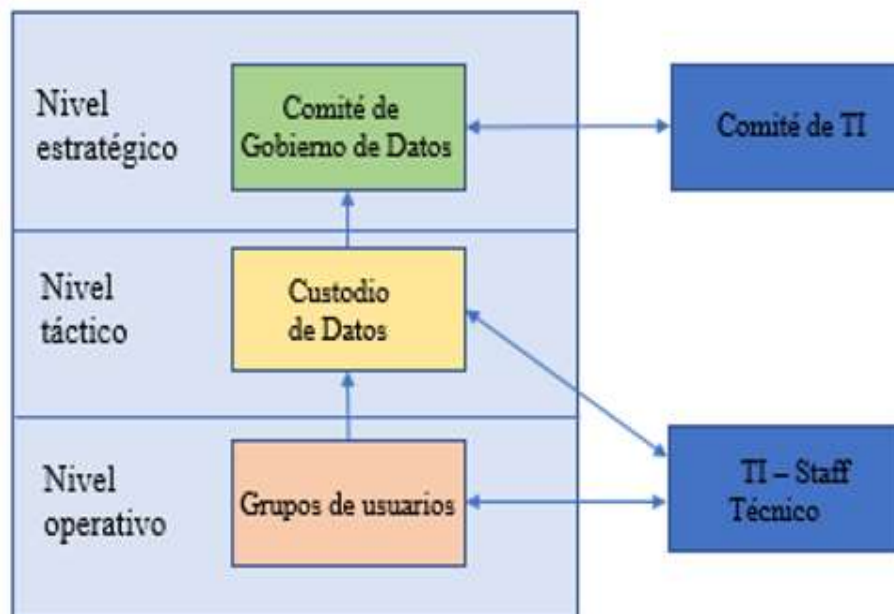 Nivel
estratégico
Comité de
Gobierno de Datos
Comité de TI
Nivel
táctico
Custodio
de Datos
Nivel
operativo
Grupos de usuarios
TI – Staff
Técnico